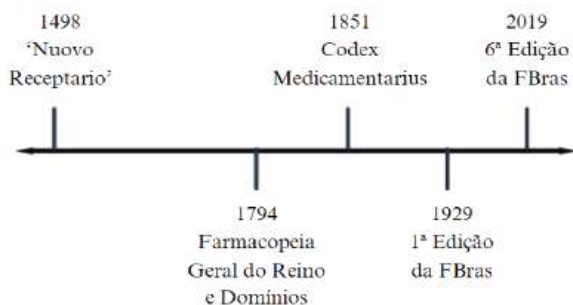 1498
‘Nuovo
Receptario’
1794
Farmacopeia
Geral do Reino
e Domínios
1851
Codex
Medicamentarius
1929
1ª Edição
da FBras
2019
6ª Edição
da FBras